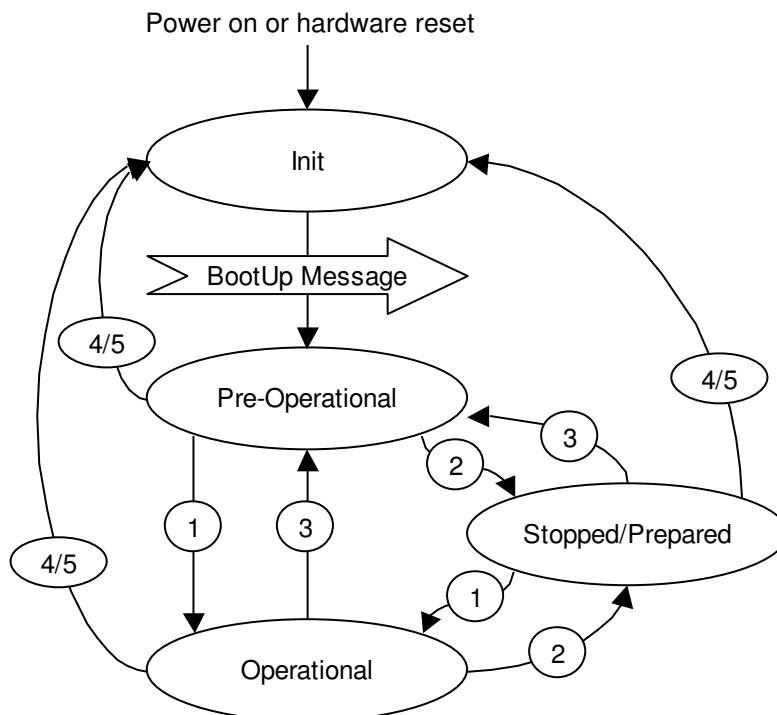 Power on or hardware reset
Init
BootUp Message
4/5
Pre-Operational
4/5
3
2
1
3
Stopped/Prepared
4/5
1
2
Operational